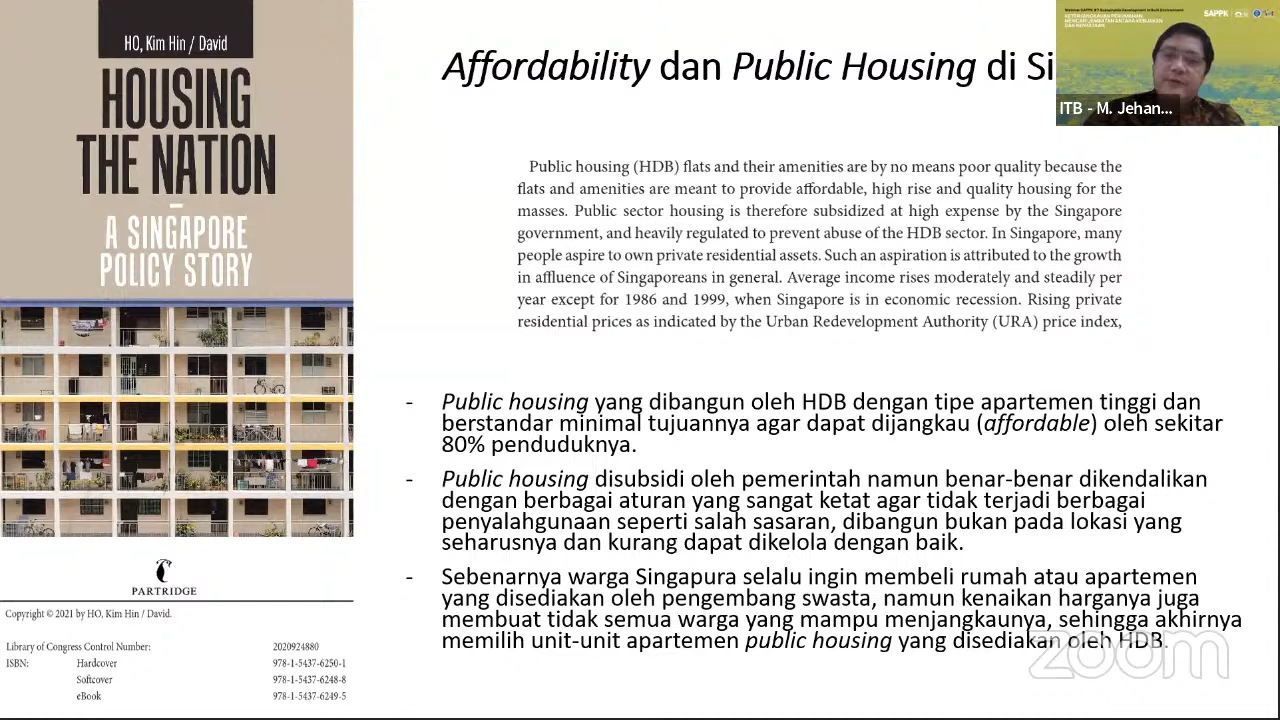 HO, Kim Hin / David
HOUSING
THE NATION
A SINGAPORE
POLICY STORY
PARTRIDGE
Copyright © 2021 by HO, Kim Hin / David.
Library of Congress Control Number: 2020924880
ISBN: Hardcover 978-1-5437-6250-1
Softcover 978-1-5437-6248-8
eBook 978-1-5437-6249-5
Affordability dan Public Housing di Si
Public housing (HDB) flats and their amenities are by no means poor quality because the
flats and amenities are meant to provide affordable, high rise and quality housing for the
masses. Public sector housing is therefore subsidized at high expense by the Singapore
government, and heavily regulated to prevent abuse of the HDB sector. In Singapore, many
people aspire to own private residential assets. Such an aspiration is attributed to the growth
in affluence of Singaporeans in general. Average income rises moderately and steadily per
year except for 1986 and 1999, when Singapore is in economic recession. Rising private
residential prices as indicated by the Urban Redevelopment Authority (URA) price index,
- Public housing yang dibangun oleh HDB dengan tipe apartemen tinggi dan
berstandar minimal tujuannya agar dapat dijangkau (affordable) oleh sekitar
80% penduduknya.
- Public housing disubsidi oleh pemerintah namun benar-benar dikendalikan
dengan berbagai aturan yang sangat ketat agar tidak terjadi berbagai
penyalahgunaan seperti salah sasaran, dibangun bukan pada lokasi yang
seharusnya dan kurang dapat dikelola dengan baik.
- Sebenarnya warga Singapura selalu ingin membeli rumah atau apartemen
yang disediakan oleh pengembang swasta, namun kenaikan harganya juga
membuat tidak semua warga yang mampu menjangkaunya, sehingga akhirnya
memilih unit-unit apartemen public housing yang disediakan oleh HDB.
SAPPK
ITB - M. Jehan...
zoom